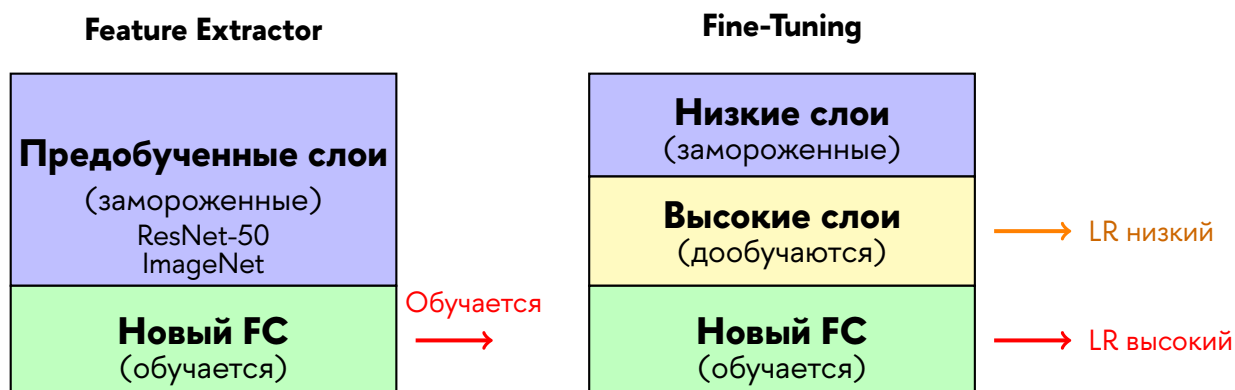 Feature Extractor
Предобученные слои
(замороженные)
ResNet-50
ImageNet
Новый FC
(обучается)
Обучается
Fine-Tuning
Низкие слои
(замороженные)
Высокие слои
(дообучаются)
LR низкий
Новый FC
(обучается)
LR высокий